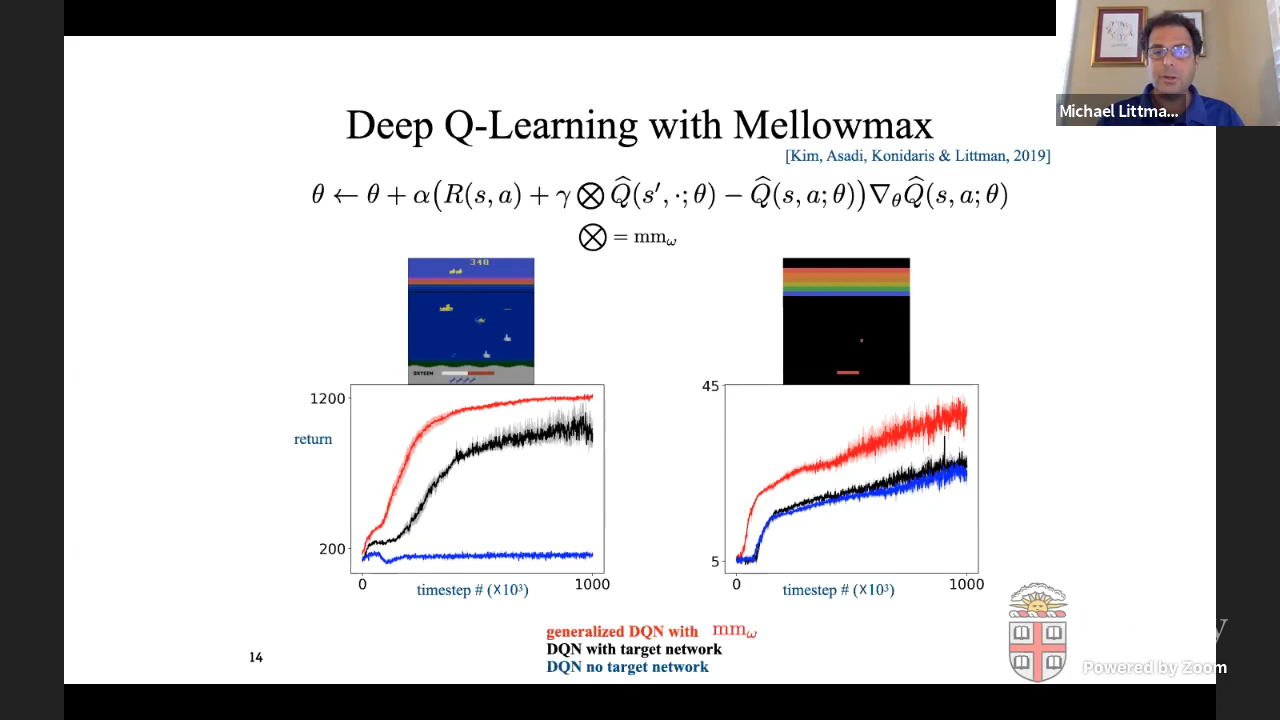 Michael Littma...
Deep Q-Learning with Mellowmax
[Kim, Asadi, Konidaris & Littman, 2019]
θ ← θ + α(R(s, a) + γ ⊗ Q̂(s′, ·; θ) − Q̂(s, a; θ))∇θQ̂(s, a; θ)
⊗ = mmω
340
OXYGEN
1200
return
200
0
1000
timestep # (×10³)
45
5
0
1000
timestep # (×10³)
generalized DQN with mmω
DQN with target network
DQN no target network
14
y
Powered by Zoom